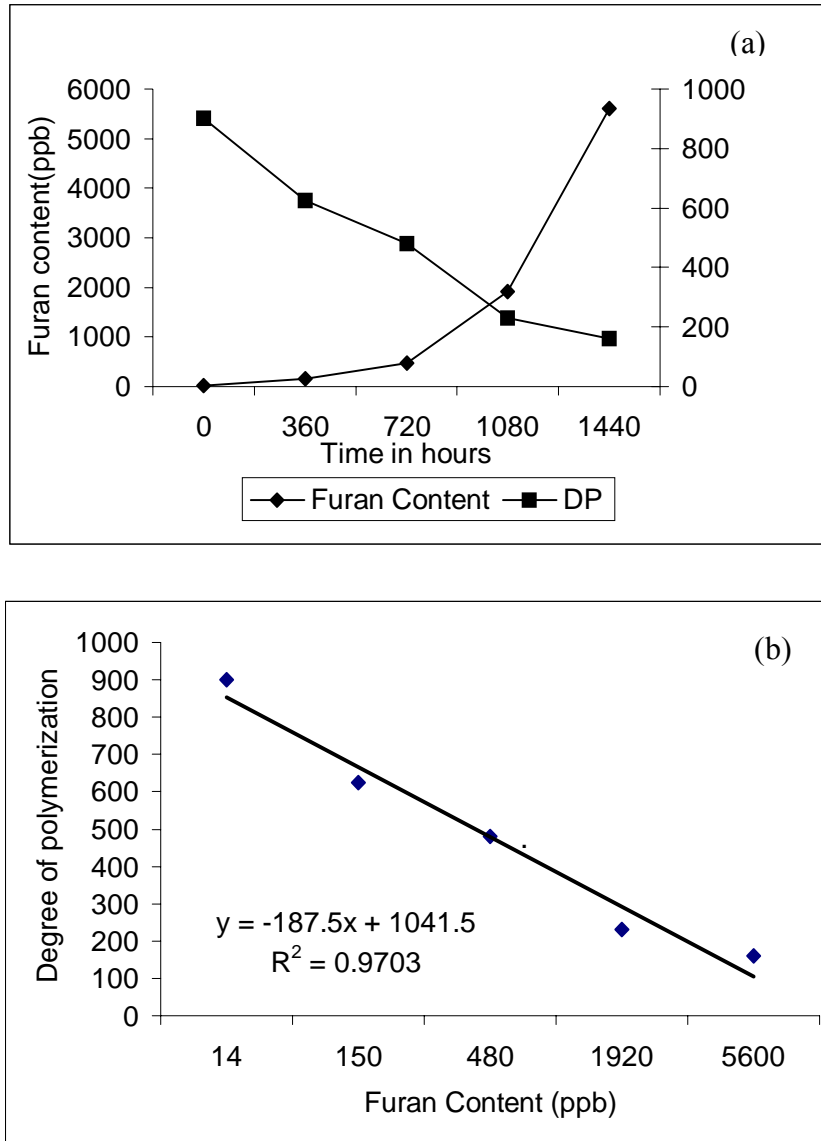 (a)
6000
5000
4000
3000
2000
1000
0
Furan content(ppb)
1000
800
600
400
200
0
0 360 720 1080 1440
Time in hours
Furan Content DP
(b)
1000
900
800
700
600
500
400
300
200
100
0
Degree of polymerization
y = -187.5x + 1041.5
R² = 0.9703
14 150 480 1920 5600
Furan Content (ppb)